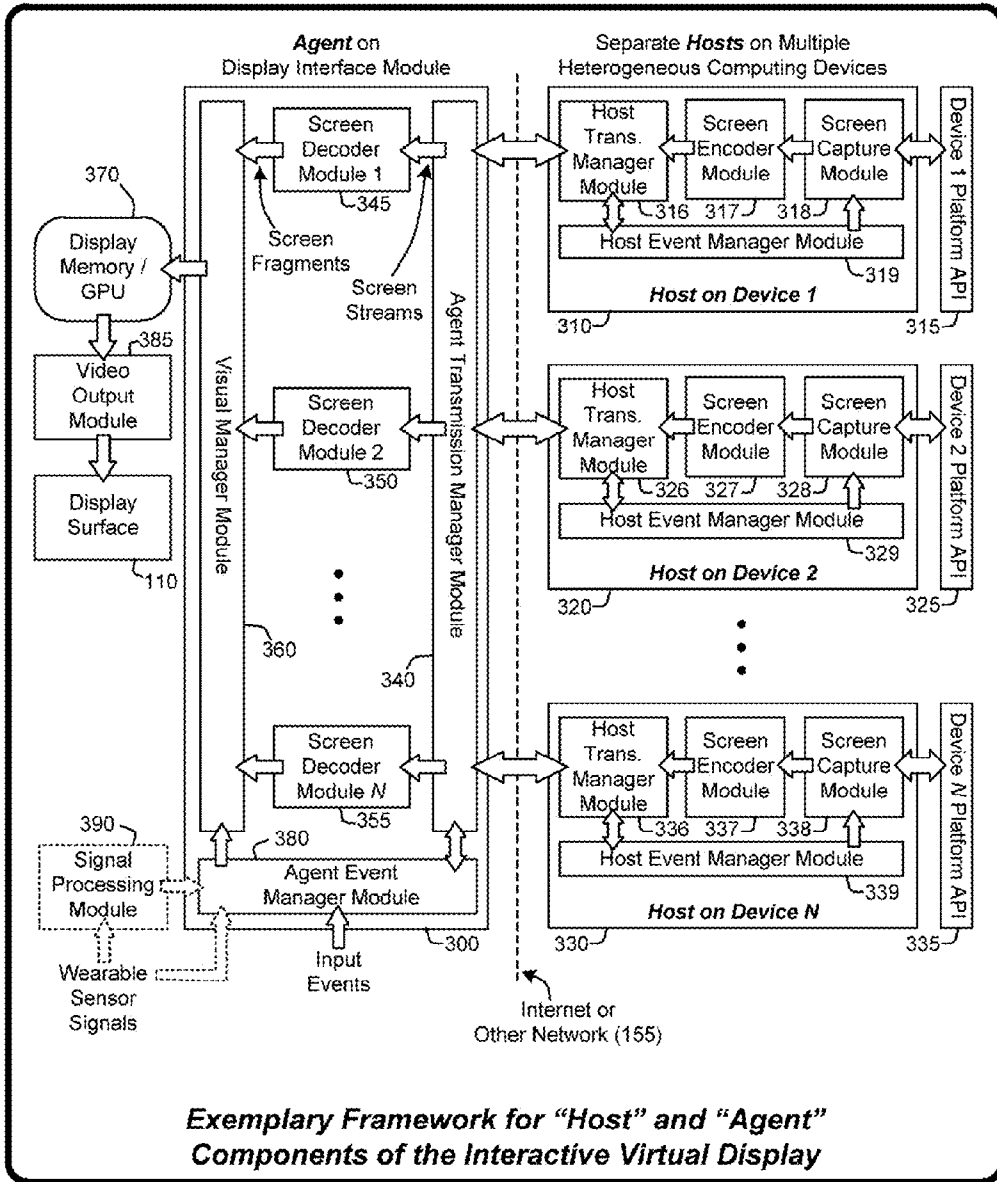 Agent on
Display Interface Module
Separate Hosts on Multiple
Heterogeneous Computing Devices
370
Display
Memory /
GPU
385
Video
Output
Module
Display
Surface
110
Visual Manager Module
360
Screen
Decoder
Module 1
345
Screen
Fragments
Screen
Streams
Screen
Decoder
Module 2
350
Screen
Decoder
Module N
355
Agent Transmission Manager Module
340
390
Signal
Processing
Module
Wearable
Sensor
Signals
380
Agent Event
Manager Module
300
Input
Events
Internet or
Other Network (155)
Host
Trans.
Manager
Module
316
Screen
Encoder
Module
317
Screen
Capture
Module
318
Host Event Manager Module
319
Host on Device 1
310
Device 1 Platform API
315
Host
Trans.
Manager
Module
326
Screen
Encoder
Module
327
Screen
Capture
Module
328
Host Event Manager Module
329
Host on Device 2
320
Device 2 Platform API
325
Host
Trans.
Manager
Module
336
Screen
Encoder
Module
337
Screen
Capture
Module
338
Host Event Manager Module
339
Host on Device N
330
Device N Platform API
335
Exemplary Framework for "Host" and "Agent"
Components of the Interactive Virtual Display